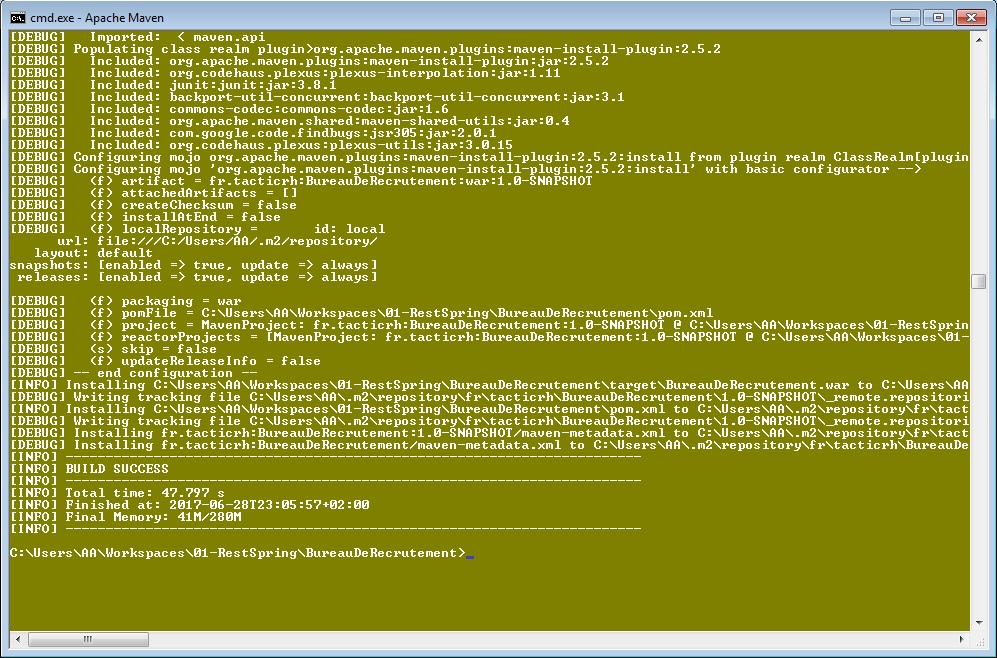 cmd.exe - Apache Maven
[DEBUG]   Imported:  < maven.api
[DEBUG] Populating class realm plugin>org.apache.maven.plugins:maven-install-plugin:2.5.2
[DEBUG]   Included: org.apache.maven.plugins:maven-install-plugin:jar:2.5.2
[DEBUG]   Included: org.codehaus.plexus:plexus-interpolation:jar:1.11
[DEBUG]   Included: junit:junit:jar:3.8.1
[DEBUG]   Included: backport-util-concurrent:backport-util-concurrent:jar:3.1
[DEBUG]   Included: commons-codec:commons-codec:jar:1.6
[DEBUG]   Included: org.apache.maven.shared:maven-shared-utils:jar:0.4
[DEBUG]   Included: com.google.code.findbugs:jsr305:jar:2.0.1
[DEBUG]   Included: org.codehaus.plexus:plexus-utils:jar:3.0.15
[DEBUG] Configuring mojo org.apache.maven.plugins:maven-install-plugin:2.5.2:install from plugin realm ClassRealm[plugin
[DEBUG] Configuring mojo 'org.apache.maven.plugins:maven-install-plugin:2.5.2:install' with basic configurator -->
[DEBUG]   (f) artifact = fr.tacticrh:BureauDeRecrutement:war:1.0-SNAPSHOT
[DEBUG]   (f) attachedArtifacts = []
[DEBUG]   (f) createChecksum = false
[DEBUG]   (f) installAtEnd = false
[DEBUG]   (f) localRepository =       id: local
      url: file:///C:/Users/AA/.m2/repository/
   layout: default
snapshots: [enabled => true, update => always]
 releases: [enabled => true, update => always]
[DEBUG]   (f) packaging = war
[DEBUG]   (f) pomFile = C:\Users\AA\Workspaces\01-RestSpring\BureauDeRecrutement\pom.xml
[DEBUG]   (f) project = MavenProject: fr.tacticrh:BureauDeRecrutement:1.0-SNAPSHOT @ C:\Users\AA\Workspaces\01-RestSprin
[DEBUG]   (f) reactorProjects = [MavenProject: fr.tacticrh:BureauDeRecrutement:1.0-SNAPSHOT @ C:\Users\AA\Workspaces\01-
[DEBUG]   (s) skip = false
[DEBUG]   (f) updateReleaseInfo = false
[DEBUG] -- end configuration --
[INFO] Installing C:\Users\AA\Workspaces\01-RestSpring\BureauDeRecrutement\target\BureauDeRecrutement.war to C:\Users\AA
[DEBUG] Writing tracking file C:\Users\AA\.m2\repository\fr\tacticrh\BureauDeRecrutement\1.0-SNAPSHOT\_remote.repositori
[INFO] Installing C:\Users\AA\Workspaces\01-RestSpring\BureauDeRecrutement\pom.xml to C:\Users\AA\.m2\repository\fr\tact
[DEBUG] Writing tracking file C:\Users\AA\.m2\repository\fr\tacticrh\BureauDeRecrutement\1.0-SNAPSHOT\_remote.repositori
[DEBUG] Installing fr.tacticrh:BureauDeRecrutement:1.0-SNAPSHOT/maven-metadata.xml to C:\Users\AA\.m2\repository\fr\tact
[DEBUG] Installing fr.tacticrh:BureauDeRecrutement/maven-metadata.xml to C:\Users\AA\.m2\repository\fr\tacticrh\BureauDe
[INFO] ------------------------------------------------------------------------
[INFO] BUILD SUCCESS
[INFO] ------------------------------------------------------------------------
[INFO] Total time: 47.797 s
[INFO] Finished at: 2017-06-28T23:05:57+02:00
[INFO] Final Memory: 41M/280M
[INFO] ------------------------------------------------------------------------
C:\Users\AA\Workspaces\01-RestSpring\BureauDeRecrutement>_